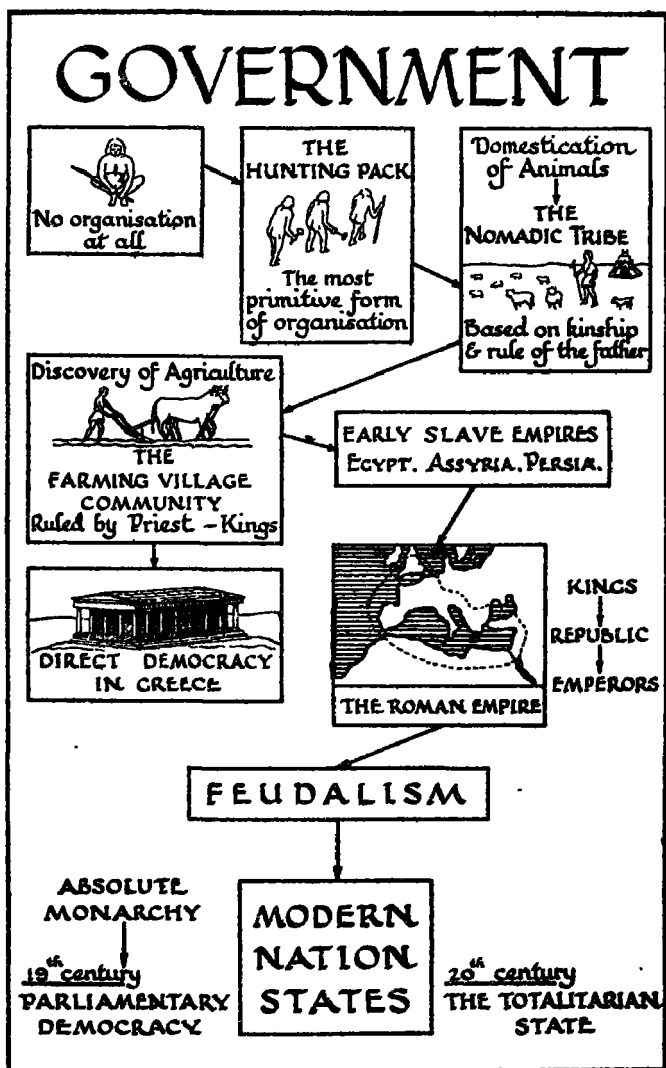 GOVERNMENT
No organisation
at all
THE
HUNTING PACK
The most
primitive form
of organisation
Domestication
of Animals
THE
NOMADIC TRIBE
Based on kinship
& rule of the father
Discovery of Agriculture
THE
FARMING VILLAGE
COMMUNITY
Ruled by Priest - Kings
EARLY SLAVE EMPIRES
EGYPT. ASSYRIA. PERSIA.
DIRECT DEMOCRACY
IN GREECE
THE ROMAN EMPIRE
KINGS
REPUBLIC
EMPERORS
FEUDALISM
ABSOLUTE
MONARCHY
19th century
PARLIAMENTARY
DEMOCRACY
MODERN
NATION
STATES
20th century
THE TOTALITARIAN
STATE